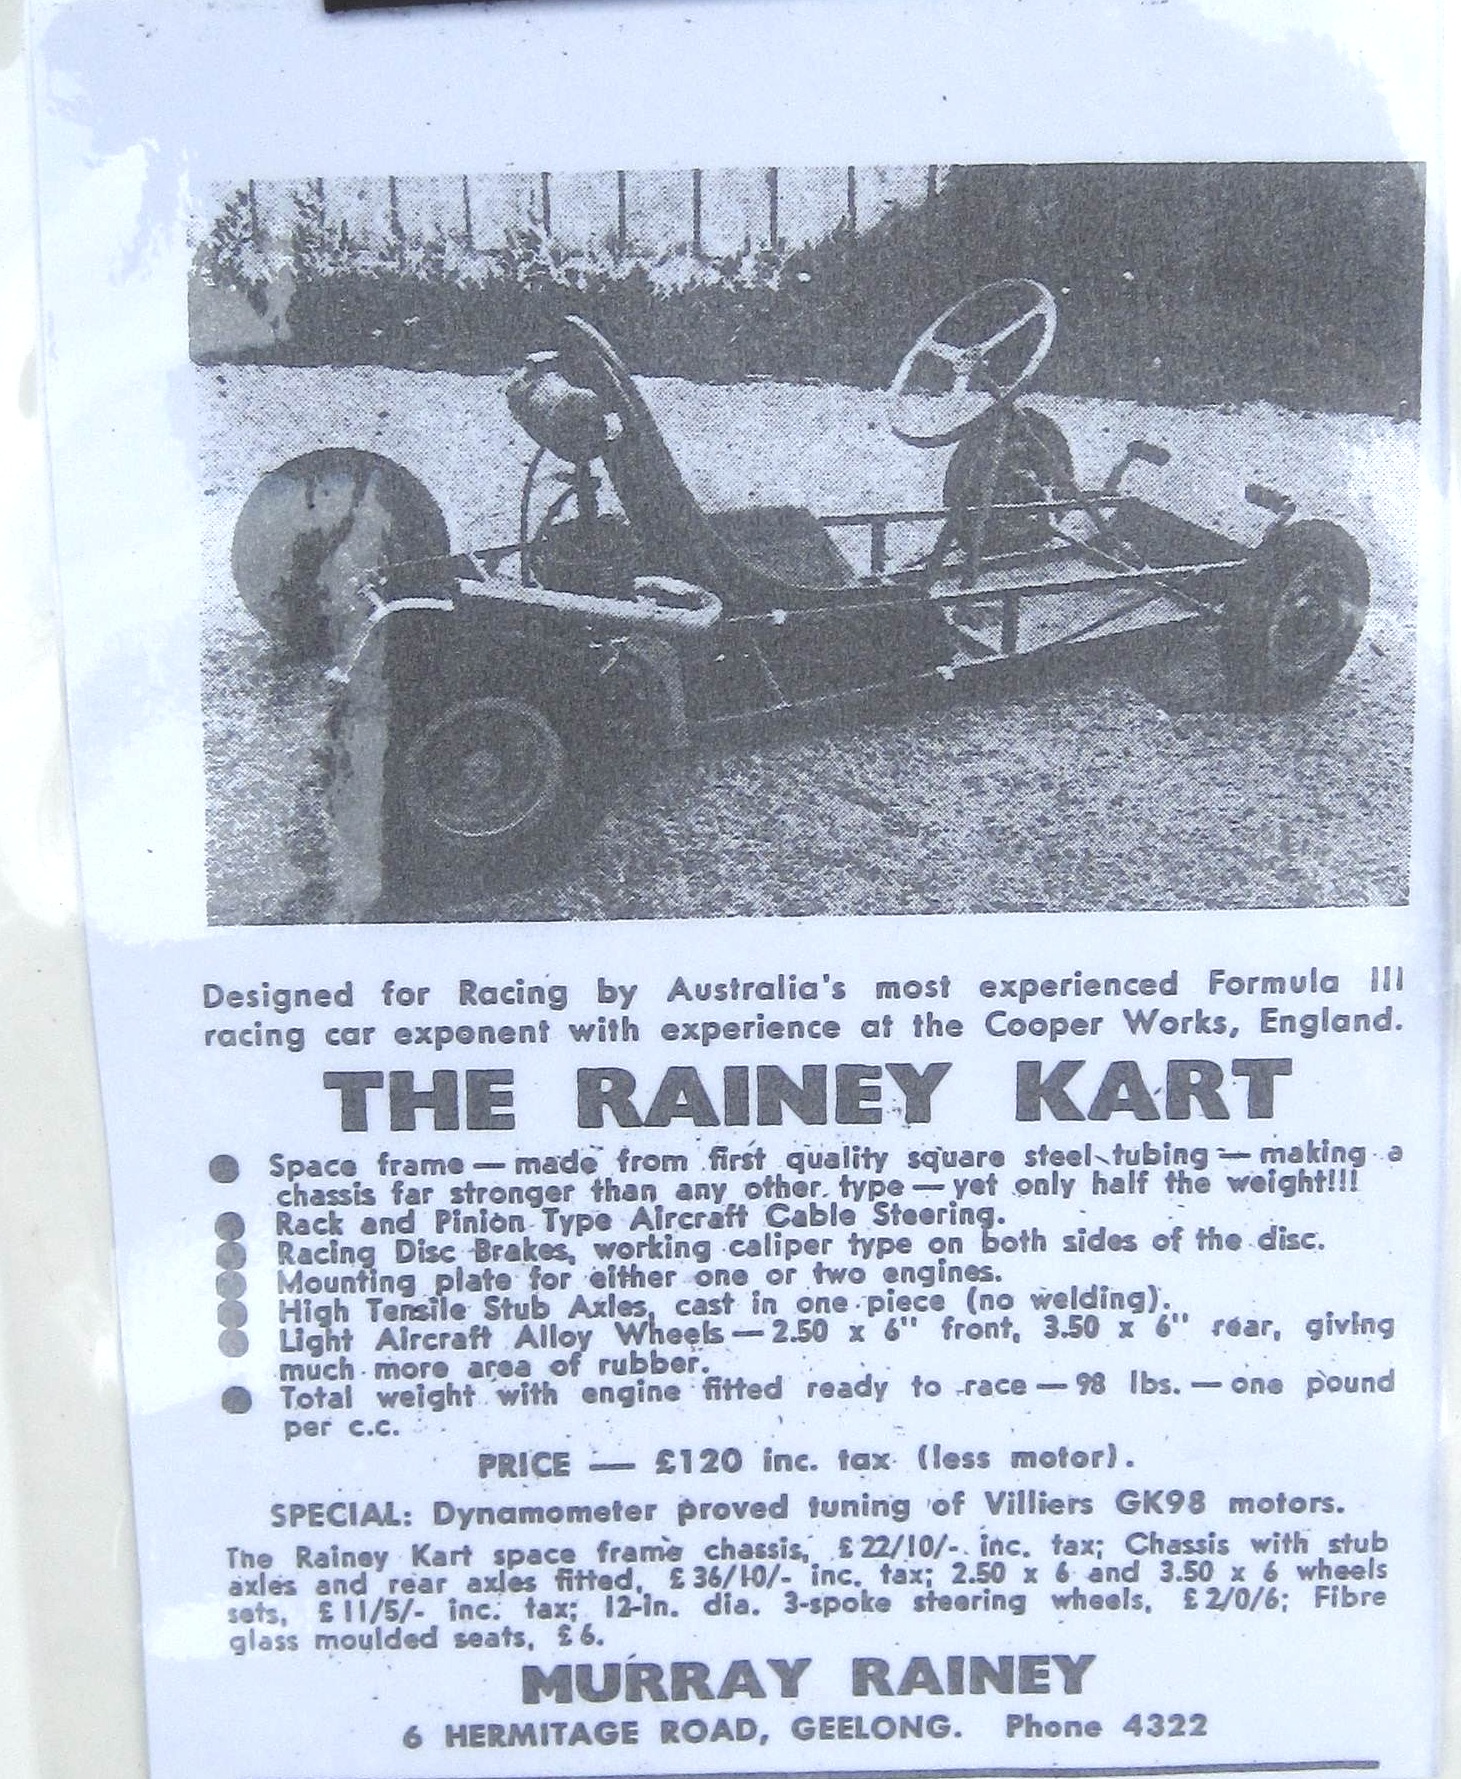 Designed for Racing by Australia's most experienced Formula III
racing car exponent with experience at the Cooper Works, England.
THE RAINEY KART
● Space frame — made from first quality square steel tubing — making a
chassis far stronger than any other type — yet only half the weight!!!
● Rack and Pinion Type Aircraft Cable Steering.
● Racing Disc Brakes, working caliper type on both sides of the disc.
● Mounting plate for either one or two engines.
● High Tensile Stub Axles, cast in one piece (no welding).
● Light Aircraft Alloy Wheels — 2.50 x 6" front, 3.50 x 6" rear, giving
much more area of rubber.
● Total weight with engine fitted ready to race — 98 lbs. — one pound
per c.c.
PRICE — £120 inc. tax (less motor).
SPECIAL: Dynamometer proved tuning of Villiers GK98 motors.
The Rainey Kart space frame chassis, £22/10/- inc. tax; Chassis with stub
axles and rear axles fitted, £36/10/- inc. tax; 2.50 x 6 and 3.50 x 6 wheels
sets, £11/5/- inc. tax; 12-in. dia. 3-spoke steering wheels, £2/0/6; Fibre
glass moulded seats, £6.
MURRAY RAINEY
6 HERMITAGE ROAD, GEELONG. Phone 4322